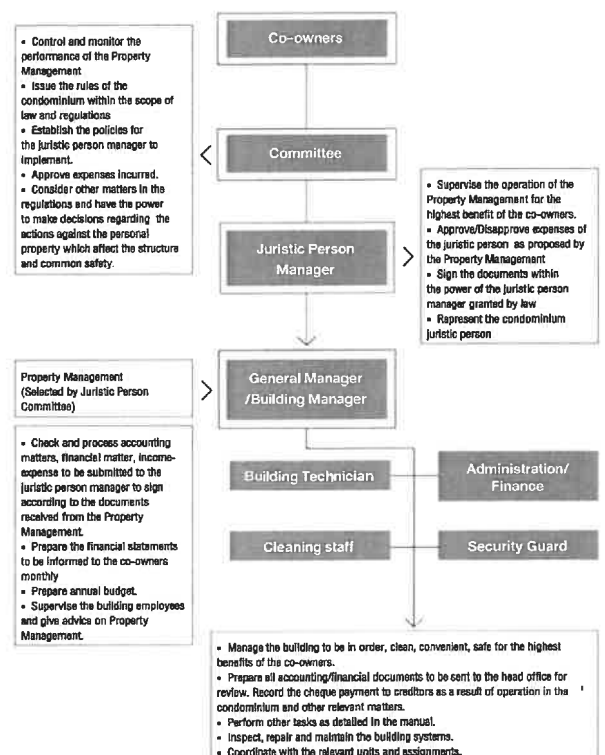 Co-owners
• Control and monitor the
performance of the Property
Management
• Issue the rules of the
condominium within the scope of
law and regulations
• Establish the policies for
the juristic person manager to
implement.
• Approve expenses incurred.
• Consider other matters in the
regulations and have the power
to make decisions regarding the
actions against the personal
property which affect the structure
and common safety.
Committee
Juristic Person
Manager
• Supervise the operation of the
Property Management for the
highest benefit of the co-owners.
• Approve/Disapprove expenses of
the juristic person as proposed by
the Property Management
• Sign the documents within
the power of the juristic person
manager granted by law
• Represent the condominium
juristic person
Property Management
(Selected by Juristic Person
Committee)
General Manager
/Building Manager
• Check and process accounting
matters, financial matter, income-
expense to be submitted to the
juristic person manager to sign
according to the documents
received from the Property
Management.
• Prepare the financial statements
to be informed to the co-owners
monthly
• Prepare annual budget.
• Supervise the building employees
and give advice on Property
Management.
Building Technician
Administration/
Finance
Cleaning staff
Security Guard
• Manage the building to be in order, clean, convenient, safe for the highest
benefits of the co-owners.
• Prepare all accounting/financial documents to be sent to the head office for
review. Record the cheque payment to creditors as a result of operation in the
condominium and other relevant matters.
• Perform other tasks as detailed in the manual.
• Inspect, repair and maintain the building systems.
• Coordinate with the relevant units and assignments.